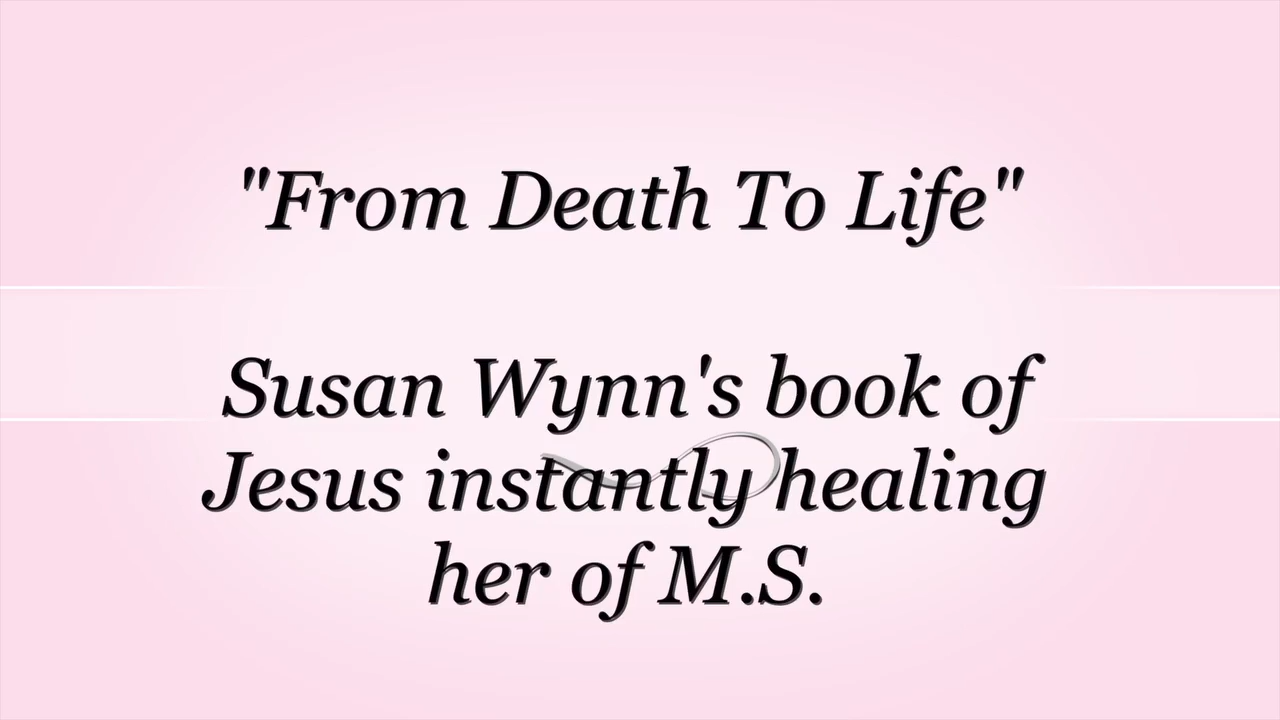 "From Death To Life"
Susan Wynn's book of
Jesus instantly healing
her of M.S.